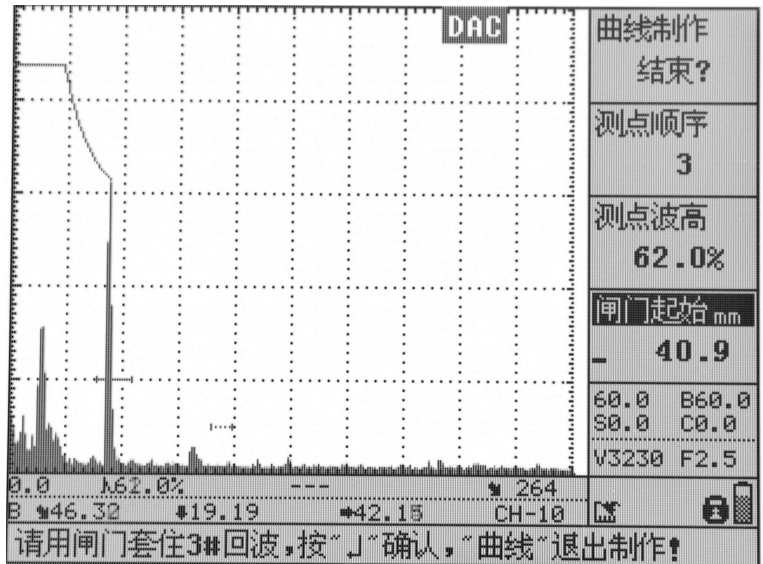 DAC
曲线制作
结束?
测点顺序
3
测点波高
62.0%
闸门起始mm
40.9
60.0 B60.0
S0.0 C0.0
V3230 F2.5
0.0 62.0% --- 264
B 46.32 19.19 42.15 CH-10
请用闸门套住3#回波,按"┘"确认,"曲线"退出制作!